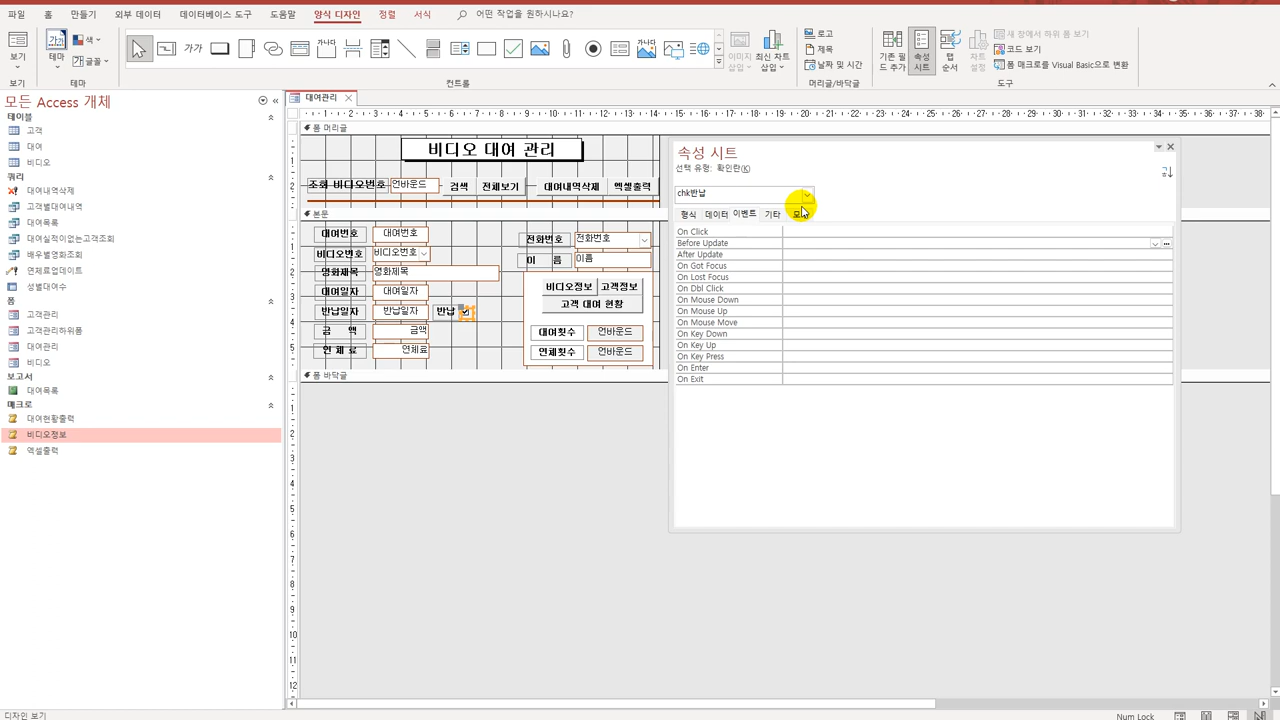 파일 홈 만들기 외부 데이터 데이터베이스 도구 도움말 양식 디자인 정렬 서식 어떤 작업을 원하시나요?
보기 테마 색 글꼴 이미지 삽입 최신 차트 삽입 로고 제목 날짜 및 시간 기존 필드 추가 속성 시트 탭 순서 차트 설정 새 창에서 하위 폼 보기 코드 보기 폼 매크로를 Visual Basic으로 변환
보기 테마 컨트롤 머리글/바닥글 도구
모든 Access 개체
테이블
고객
대여
비디오
쿼리
대여내역삭제
고객별대여내역
대여목록
대여실적이없는고객조회
배우별영화조회
연체료업데이트
성별대여수
폼
고객관리
고객관리하위폼
대여관리
비디오
보고서
대여목록
매크로
대여현황출력
비디오정보
엑셀출력
대여관리
폼 머리글
비디오 대여 관리
조회 비디오번호 언바운드 검색 전체보기 대여내역삭제 엑셀출력
본문
대여번호 대여번호 전화번호 전화번호
비디오번호 비디오번호 이 름 이름
영화제목 영화제목
대여일자 대여일자 비디오정보 고객정보
반납일자 반납일자 반납 고객 대여 현황
금 액 금액 대여횟수 언바운드
연 체 료 연체료 연체횟수 언바운드
폼 바닥글
속성 시트
선택 유형: 확인란(K)
chk반납
형식 데이터 이벤트 기타 모
On Click
Before Update
After Update
On Got Focus
On Lost Focus
On Dbl Click
On Mouse Down
On Mouse Up
On Mouse Move
On Key Down
On Key Up
On Key Press
On Enter
On Exit
디자인 보기 Num Lock